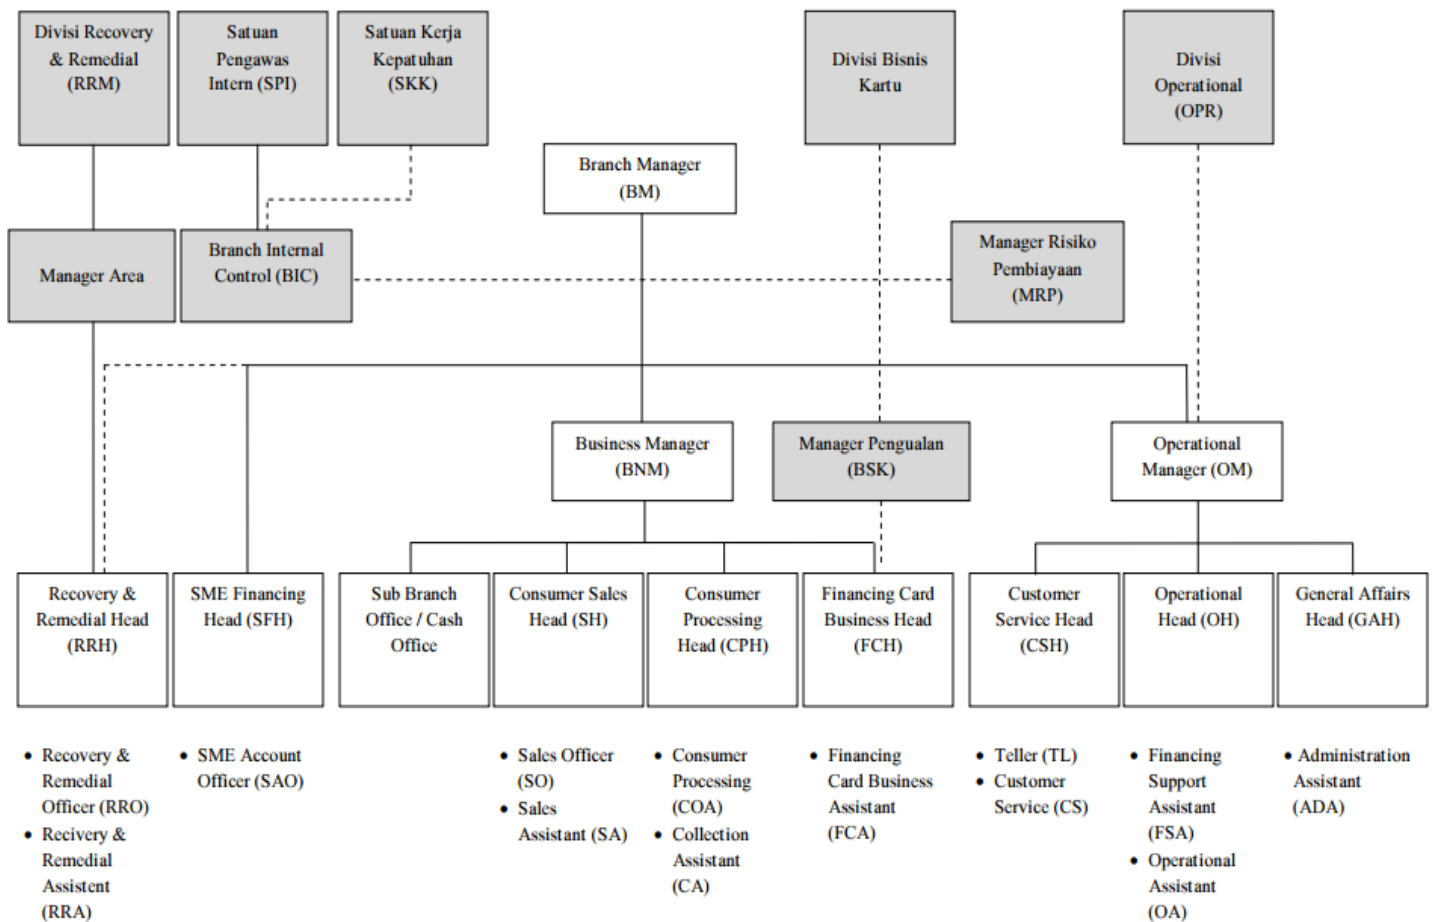 Divisi Recovery
& Remedial
(RRM)
Satuan
Pengawas
Intern (SPI)
Satuan Kerja
Kepatuhan
(SKK)
Divisi Bisnis
Kartu
Divisi
Operational
(OPR)
Branch Manager
(BM)
Manager Area
Branch Internal
Control (BIC)
Manager Risiko
Pembiayaan
(MRP)
Business Manager
(BNM)
Manager Pengualan
(BSK)
Operational
Manager (OM)
Recovery &
Remedial Head
(RRH)
SME Financing
Head (SFH)
Sub Branch
Office / Cash
Office
Consumer Sales
Head (SH)
Consumer
Processing
Head (CPH)
Financing Card
Business Head
(FCH)
Customer
Service Head
(CSH)
Operational
Head (OH)
General Affairs
Head (GAH)
• Recovery &
Remedial
Officer (RRO)
• Recivery &
Remedial
Assistent
(RRA)
• SME Account
Officer (SAO)
• Sales Officer
(SO)
• Sales
Assistant (SA)
• Consumer
Processing
(COA)
• Collection
Assistant
(CA)
• Financing
Card Business
Assistant
(FCA)
• Teller (TL)
• Customer
Service (CS)
• Financing
Support
Assistant
(FSA)
• Operational
Assistant
(OA)
• Administration
Assistant
(ADA)